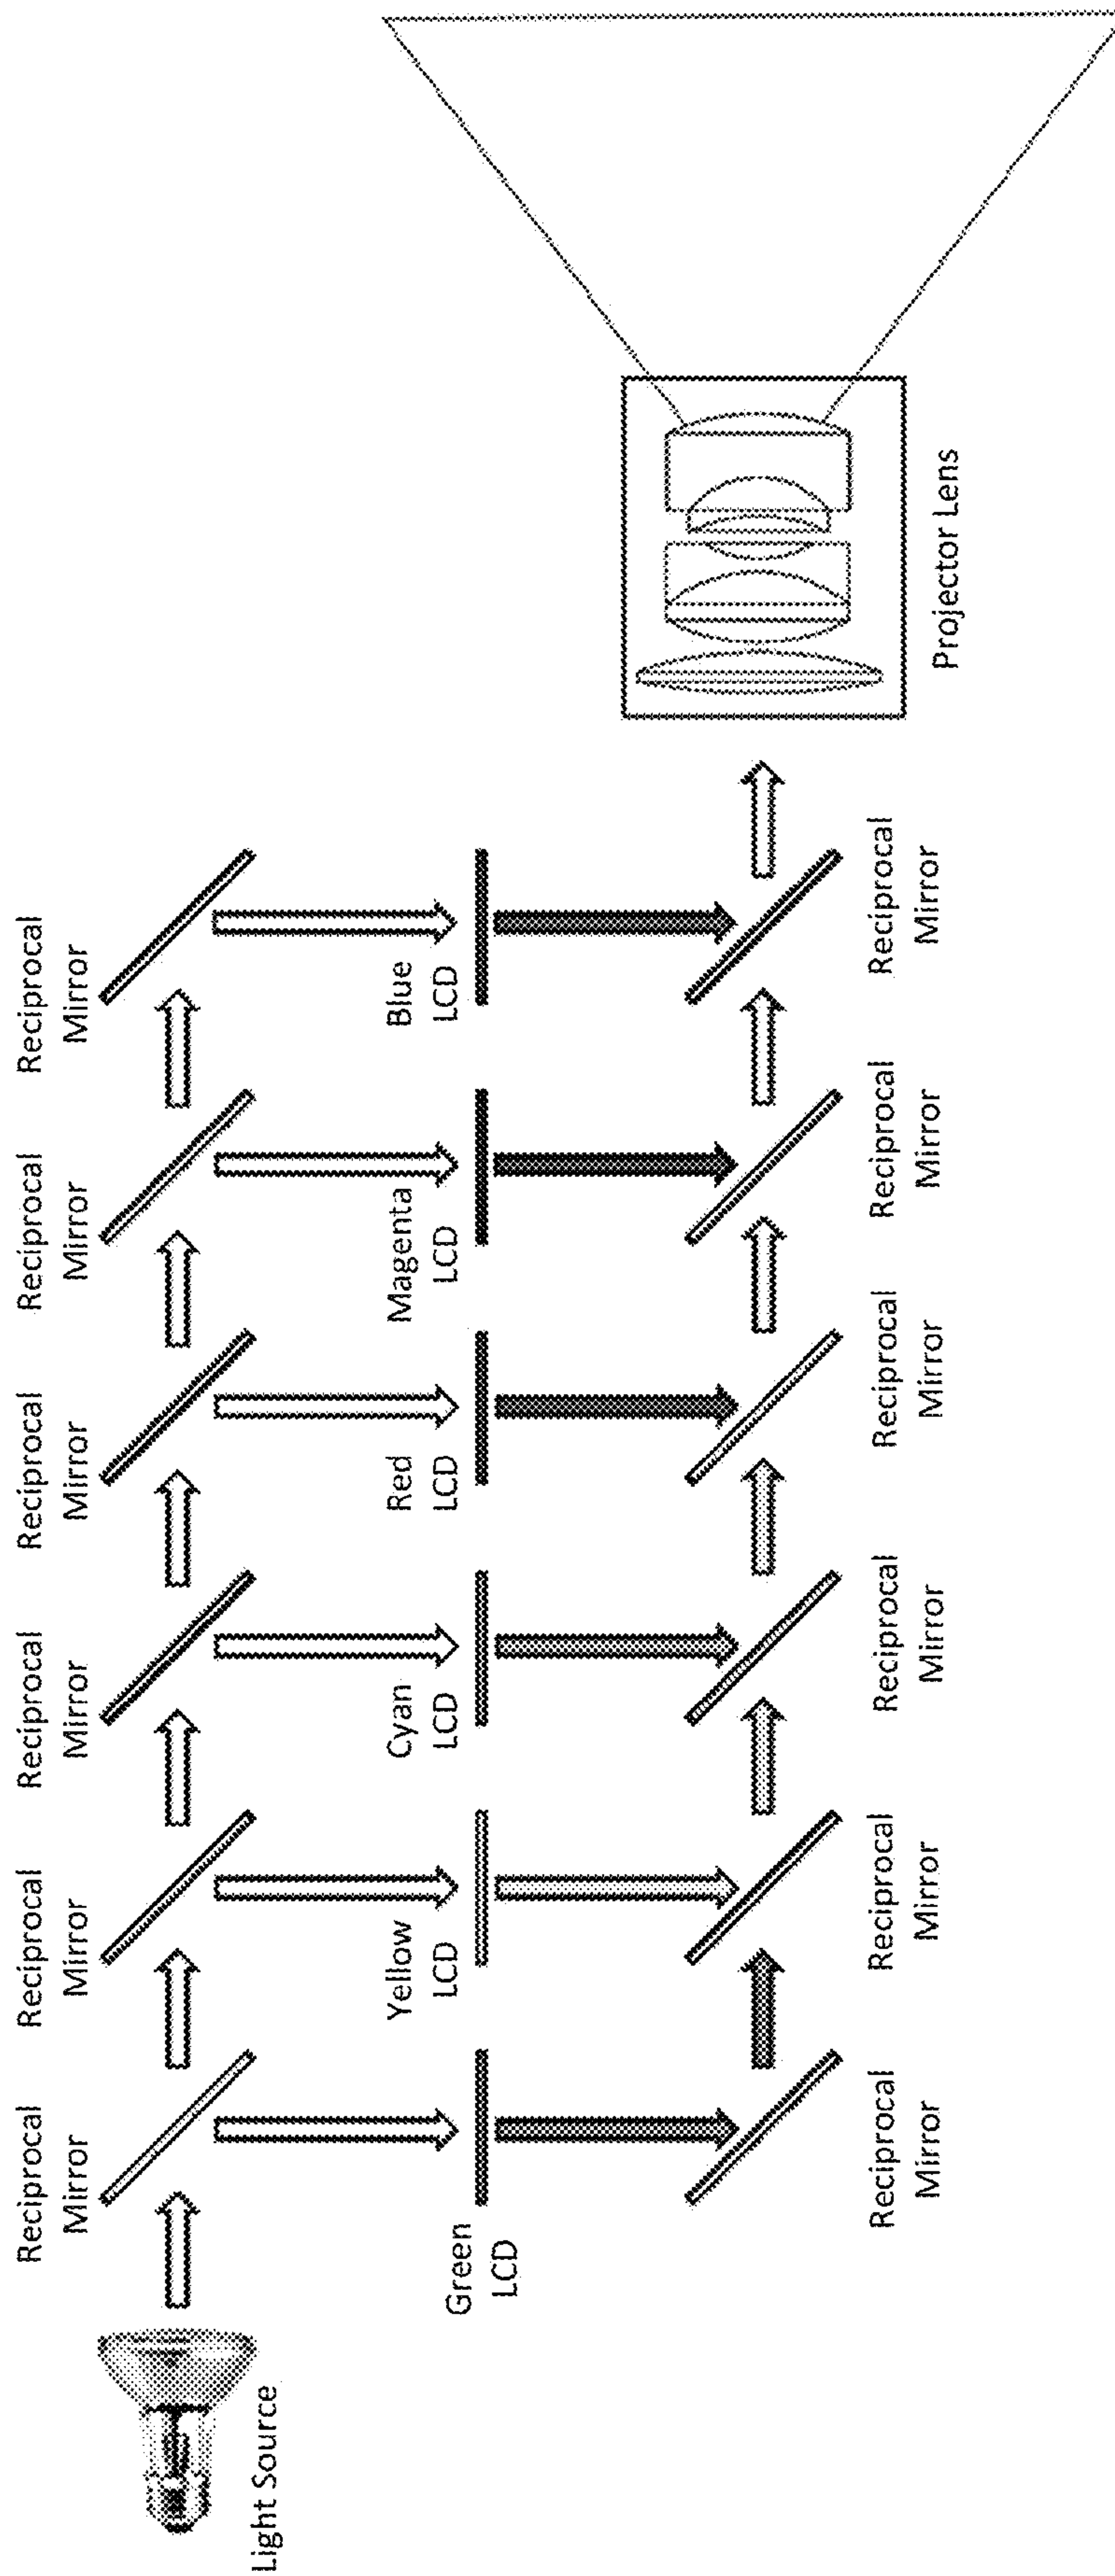 Light Source
Reciprocal
Mirror
Reciprocal
Mirror
Reciprocal
Mirror
Reciprocal
Mirror
Reciprocal
Mirror
Reciprocal
Mirror
Green
LCD
Yellow
LCD
Cyan
LCD
Red
LCD
Magenta
LCD
Blue
LCD
Reciprocal
Mirror
Reciprocal
Mirror
Reciprocal
Mirror
Reciprocal
Mirror
Reciprocal
Mirror
Reciprocal
Mirror
Projector Lens